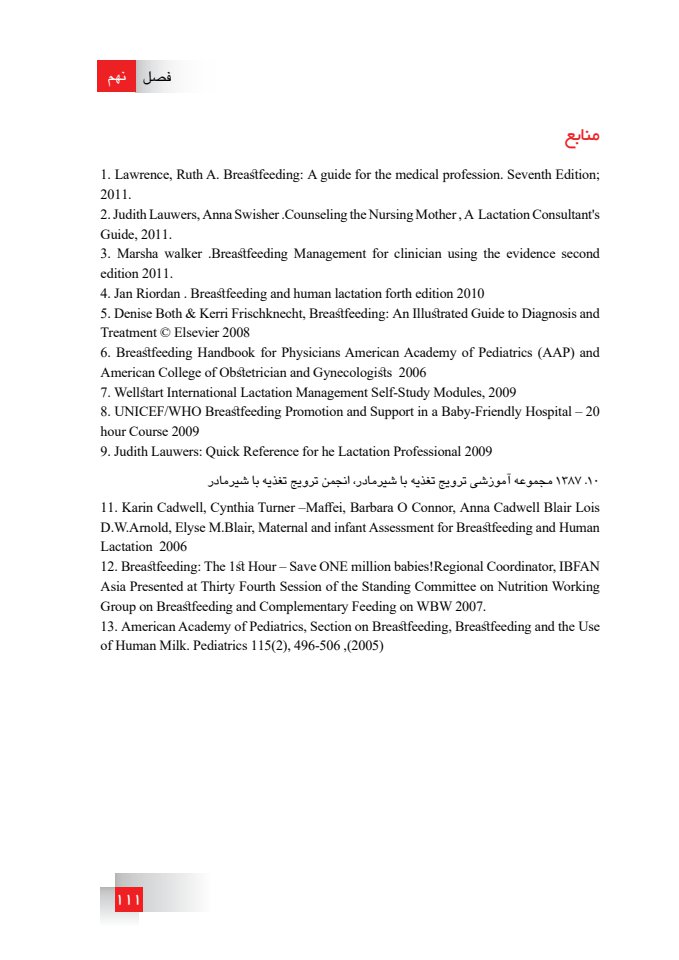 فصل نهم
منابع
1. Lawrence, Ruth A. Breastfeeding: A guide for the medical profession. Seventh Edition;
2011.
2. Judith Lauwers, Anna Swisher .Counseling the Nursing Mother , A Lactation Consultant's
Guide, 2011.
3. Marsha walker .Breastfeeding Management for clinician using the evidence second
edition 2011.
4. Jan Riordan . Breastfeeding and human lactation forth edition 2010
5. Denise Both & Kerri Frischknecht, Breastfeeding: An Illustrated Guide to Diagnosis and
Treatment © Elsevier 2008
6. Breastfeeding Handbook for Physicians American Academy of Pediatrics (AAP) and
American College of Obstetrician and Gynecologists 2006
7. Wellstart International Lactation Management Self-Study Modules, 2009
8. UNICEF/WHO Breastfeeding Promotion and Support in a Baby-Friendly Hospital – 20
hour Course 2009
9. Judith Lauwers: Quick Reference for he Lactation Professional 2009
۱۰. ۱۳۸۷ مجموعه آموزشی ترویج تغذیه با شیرمادر، انجمن ترویج تغذیه با شیرمادر
11. Karin Cadwell, Cynthia Turner –Maffei, Barbara O Connor, Anna Cadwell Blair Lois
D.W.Arnold, Elyse M.Blair, Maternal and infant Assessment for Breastfeeding and Human
Lactation 2006
12. Breastfeeding: The 1st Hour – Save ONE million babies!Regional Coordinator, IBFAN
Asia Presented at Thirty Fourth Session of the Standing Committee on Nutrition Working
Group on Breastfeeding and Complementary Feeding on WBW 2007.
13. American Academy of Pediatrics, Section on Breastfeeding, Breastfeeding and the Use
of Human Milk. Pediatrics 115(2), 496-506 ,(2005)
۱۱۱